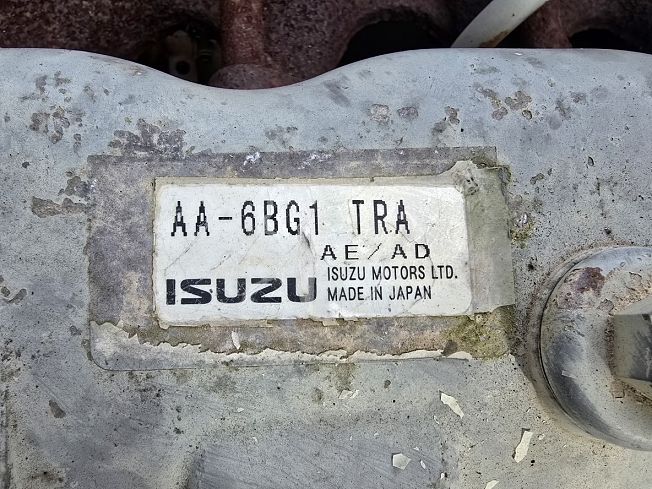 AA-6BG1 TRA
AE/AD
ISUZU ISUZU MOTORS LTD.
MADE IN JAPAN